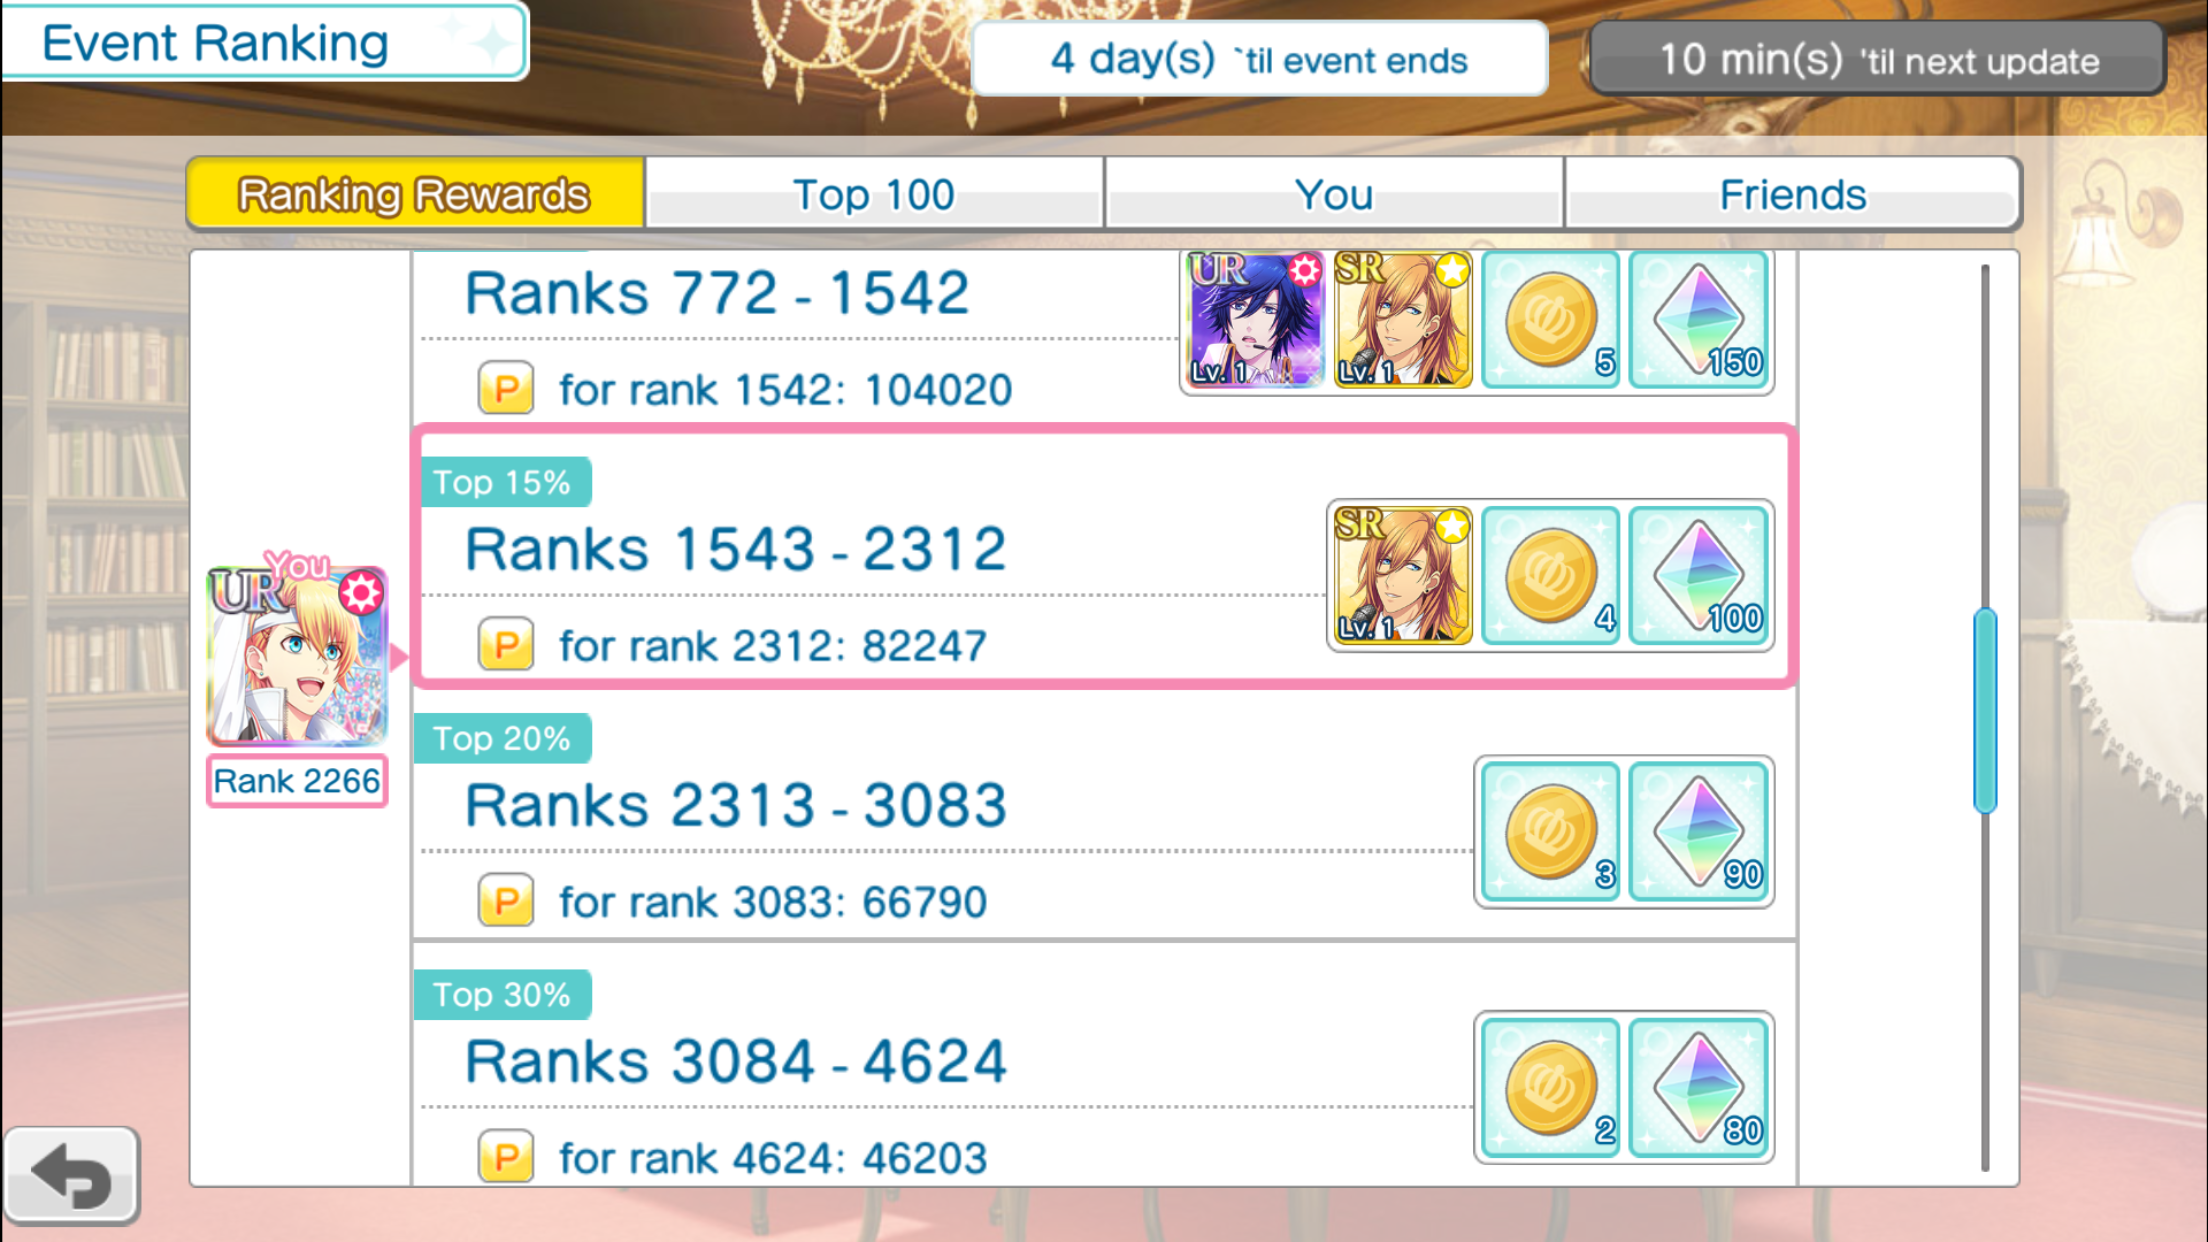 Event Ranking
4 day(s) `til event ends
10 min(s) 'til next update
Ranking Rewards
Top 100
You
Friends
Ranks 772 - 1542
P for rank 1542: 104020
UR Lv. 1
SR Lv. 1
5
150
Top 15%
Ranks 1543 - 2312
P for rank 2312: 82247
SR Lv. 1
4
100
You
UR
Rank 2266
Top 20%
Ranks 2313 - 3083
P for rank 3083: 66790
3
90
Top 30%
Ranks 3084 - 4624
P for rank 4624: 46203
2
80